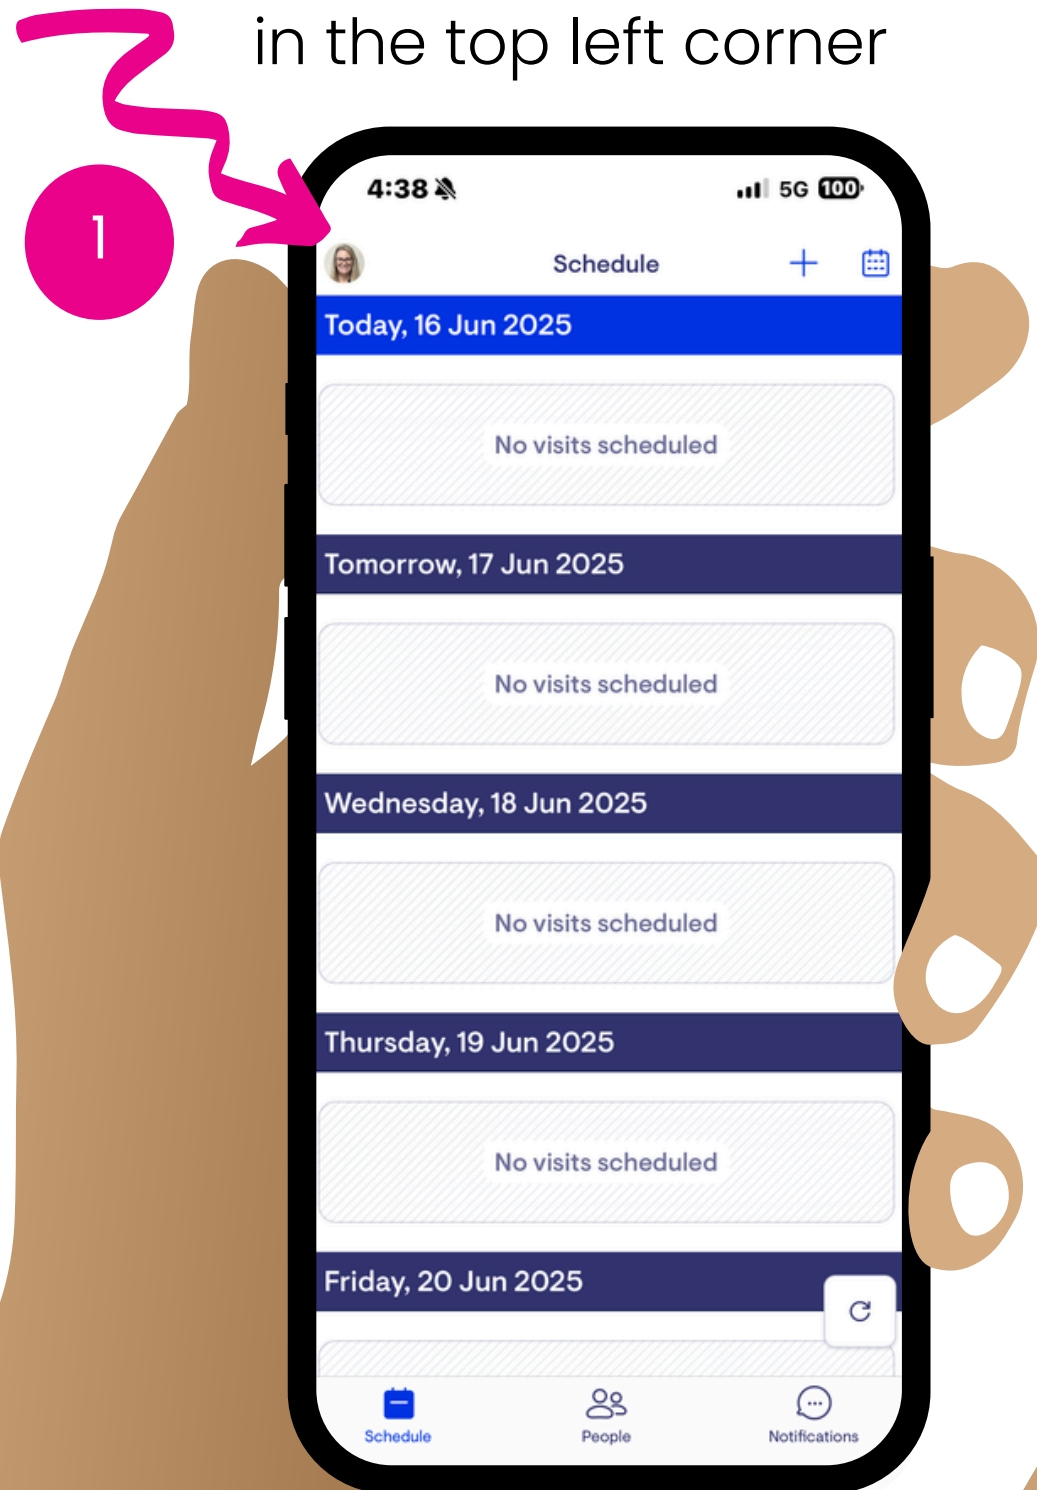 in the top left corner
1
4:38
5G 100
Schedule
Today, 16 Jun 2025
No visits scheduled
Tomorrow, 17 Jun 2025
No visits scheduled
Wednesday, 18 Jun 2025
No visits scheduled
Thursday, 19 Jun 2025
No visits scheduled
Friday, 20 Jun 2025
Schedule
People
Notifications